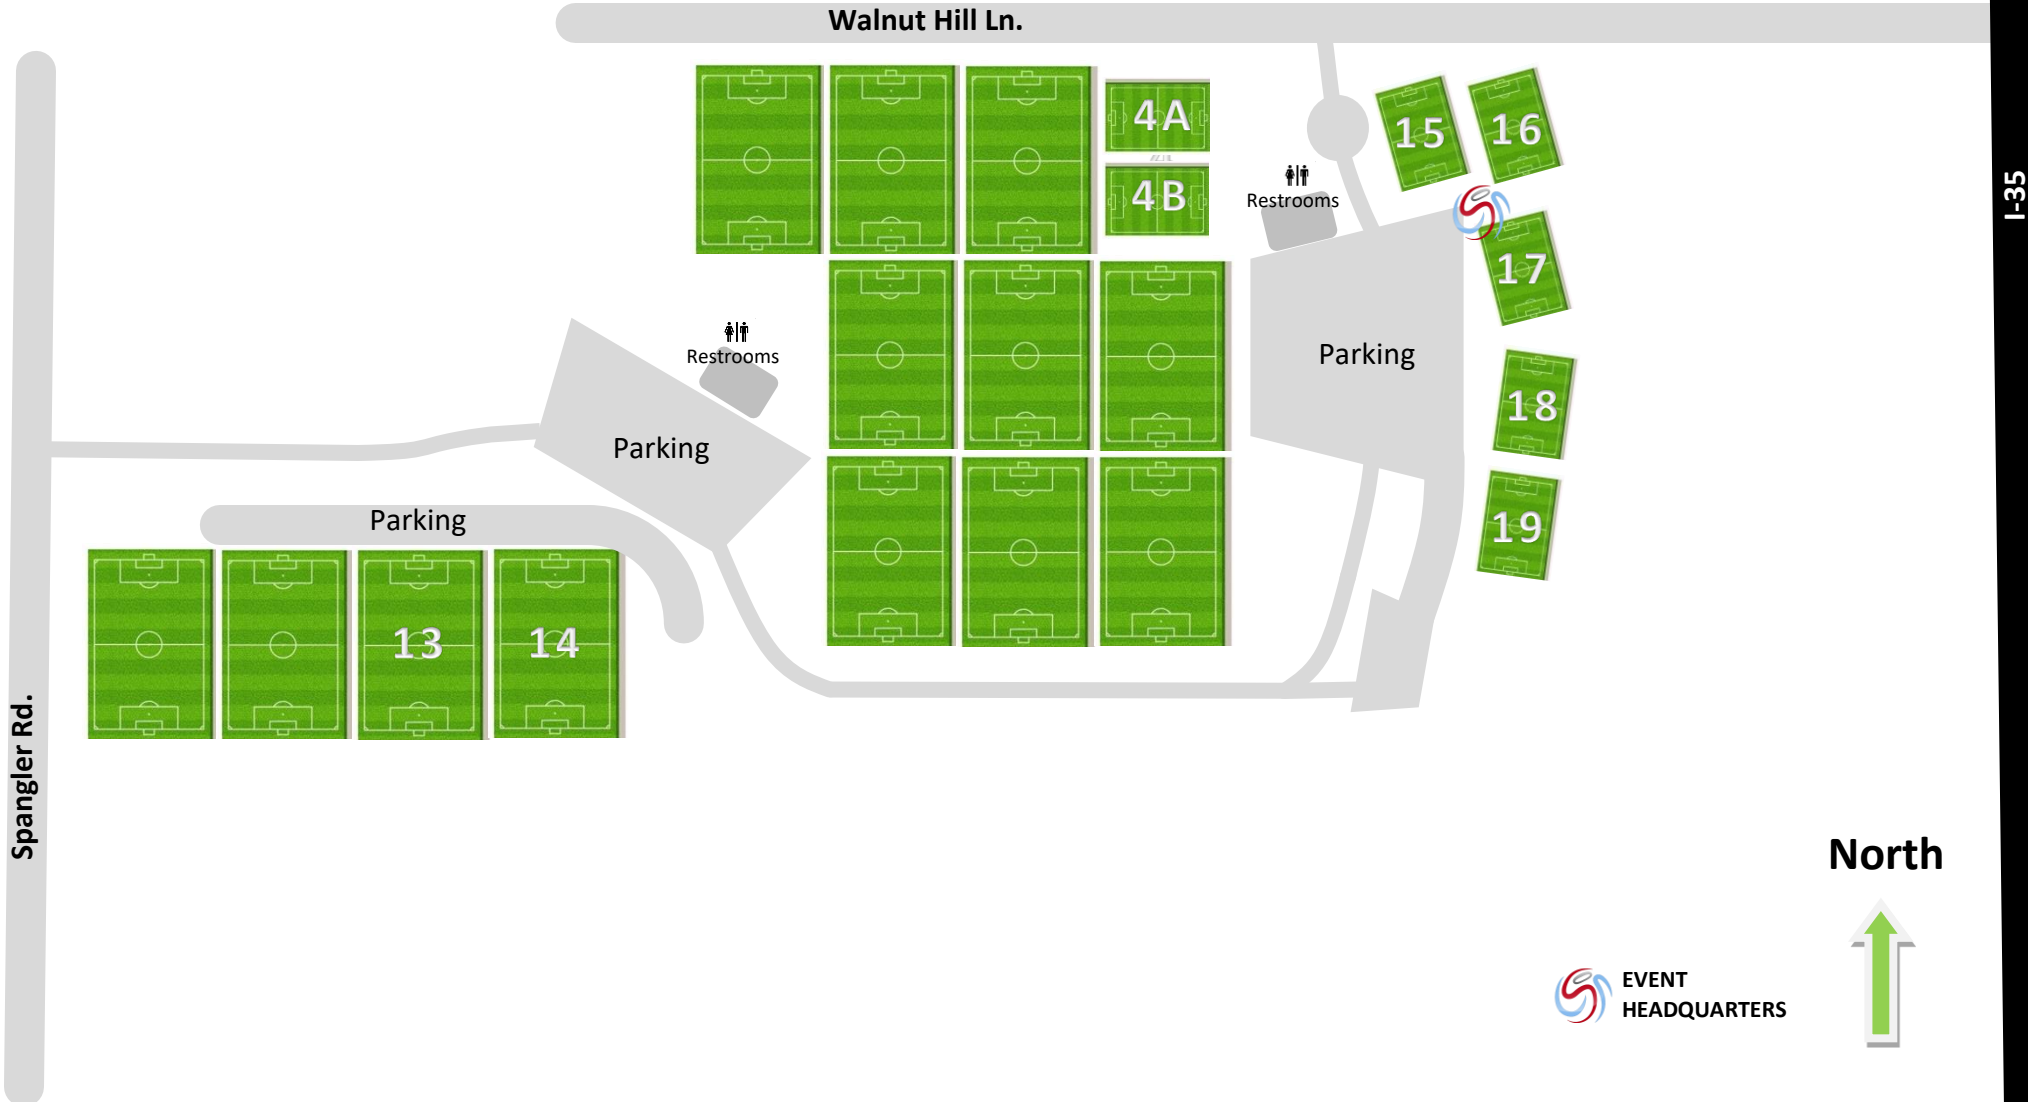 Walnut Hill Ln.
4A
4B
15
16
I-35
Restrooms
17
Restrooms
Parking
18
Parking
Parking
19
13
14
Spangler Rd.
North
EVENT
HEADQUARTERS